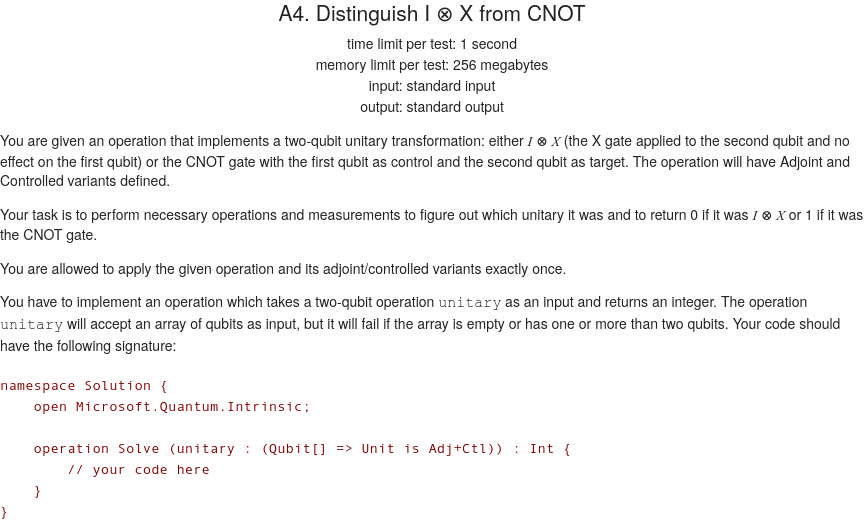 A4. Distinguish I ⊗ X from CNOT
time limit per test: 1 second
memory limit per test: 256 megabytes
input: standard input
output: standard output
You are given an operation that implements a two-qubit unitary transformation: either I ⊗ X (the X gate applied to the second qubit and no
effect on the first qubit) or the CNOT gate with the first qubit as control and the second qubit as target. The operation will have Adjoint and
Controlled variants defined.
Your task is to perform necessary operations and measurements to figure out which unitary it was and to return 0 if it was I ⊗ X or 1 if it was
the CNOT gate.
You are allowed to apply the given operation and its adjoint/controlled variants exactly once.
You have to implement an operation which takes a two-qubit operation unitary as an input and returns an integer. The operation
unitary will accept an array of qubits as input, but it will fail if the array is empty or has one or more than two qubits. Your code should
have the following signature:
namespace Solution {
    open Microsoft.Quantum.Intrinsic;
    operation Solve (unitary : (Qubit[] => Unit is Adj+Ctl)) : Int {
        // your code here
    }
}